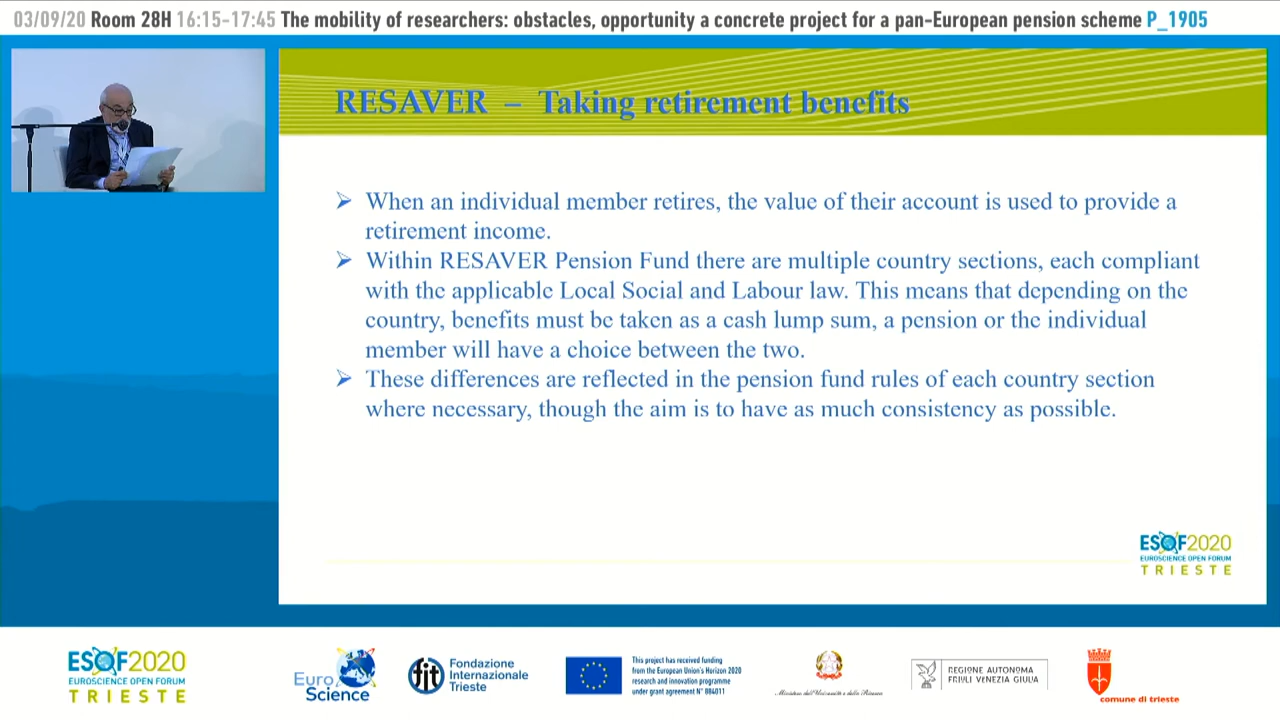 03/09/20 Room 28H 16:15-17:45 The mobility of researchers: obstacles, opportunity a concrete project for a pan-European pension scheme P_1905
RESAVER – Taking retirement benefits
➢ When an individual member retires, the value of their account is used to provide a
retirement income.
➢ Within RESAVER Pension Fund there are multiple country sections, each compliant
with the applicable Local Social and Labour law. This means that depending on the
country, benefits must be taken as a cash lump sum, a pension or the individual
member will have a choice between the two.
➢ These differences are reflected in the pension fund rules of each country section
where necessary, though the aim is to have as much consistency as possible.
ESOF2020
EUROSCIENCE OPEN FORUM
TRIESTE
ESOF2020
EUROSCIENCE OPEN FORUM
TRIESTE
Euro
Science
fit
Fondazione
Internazionale
Trieste
This project has received funding
from the European Union's Horizon 2020
research and innovation programme
under grant agreement N° 884011
Ministero dell'Università e della Ricerca
REGIONE AUTONOMA
FRIULI VENEZIA GIULIA
comune di trieste